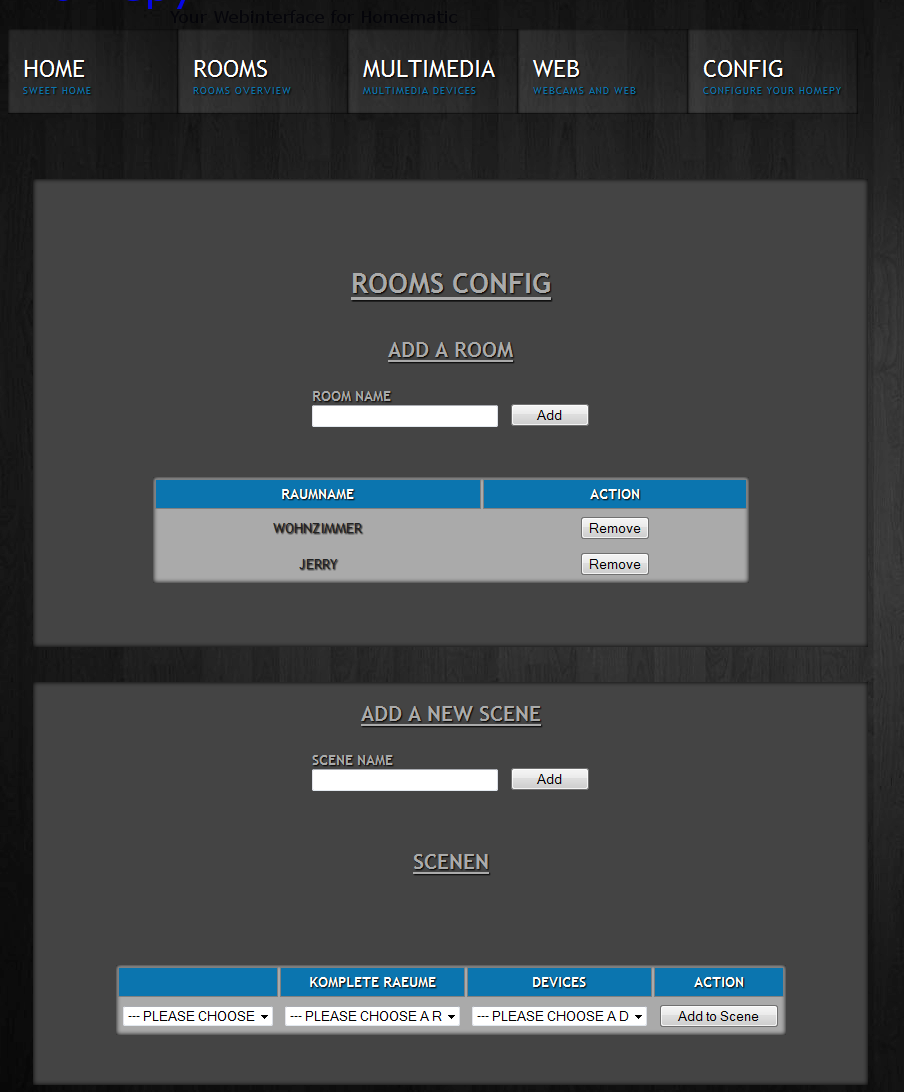 Your Webinterface for Homematic
HOME ROOMS MULTIMEDIA WEB CONFIG
SWEET HOME ROOMS OVERVIEW MULTIMEDIA DEVICES WEBCAMS AND WEB CONFIGURE YOUR HOMEPY
ROOMS CONFIG
ADD A ROOM
ROOM NAME
Add
RAUMNAME ACTION
WOHNZIMMER Remove
JERRY Remove
ADD A NEW SCENE
SCENE NAME
Add
SCENEN
KOMPLETE RAEUME DEVICES ACTION
--- PLEASE CHOOSE --- PLEASE CHOOSE A R --- PLEASE CHOOSE A D Add to Scene